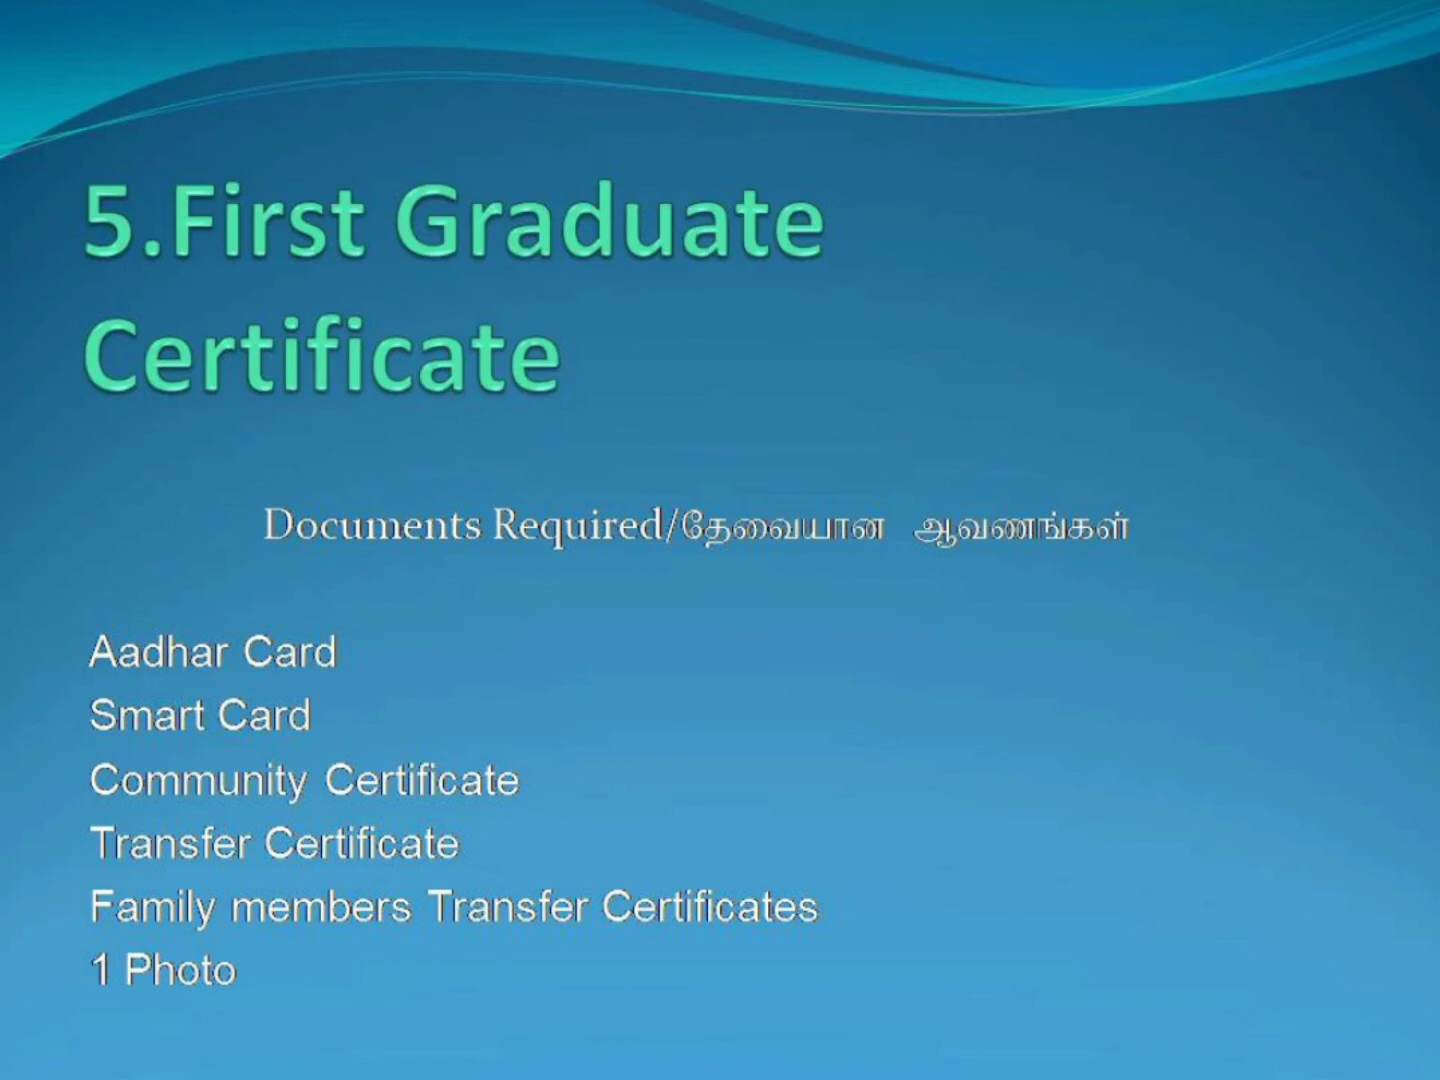 5.First Graduate
Certificate
Documents Required/தேவையான ஆவணங்கள்
Aadhar Card
Smart Card
Community Certificate
Transfer Certificate
Family members Transfer Certificates
1 Photo